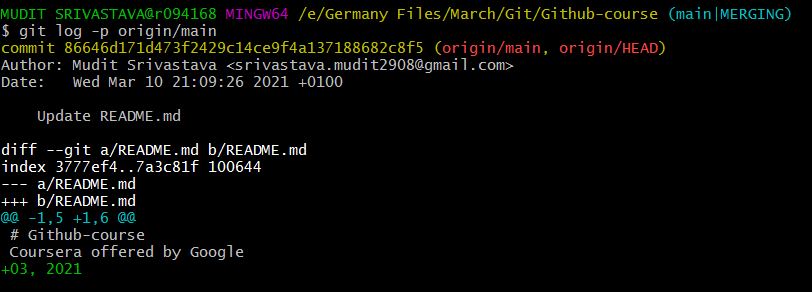 MUDIT SRIVASTAVA@r094168 MINGW64 /e/Germany Files/March/Git/Github-course (main|MERGING)
$ git log -p origin/main
commit 86646d171d473f2429c14ce9f4a137188682c8f5 (origin/main, origin/HEAD)
Author: Mudit Srivastava <srivastava.mudit2908@gmail.com>
Date:   Wed Mar 10 21:09:26 2021 +0100
    Update README.md
diff --git a/README.md b/README.md
index 3777ef4..7a3c81f 100644
--- a/README.md
+++ b/README.md
@@ -1,5 +1,6 @@
 # Github-course
 Coursera offered by Google
+03, 2021